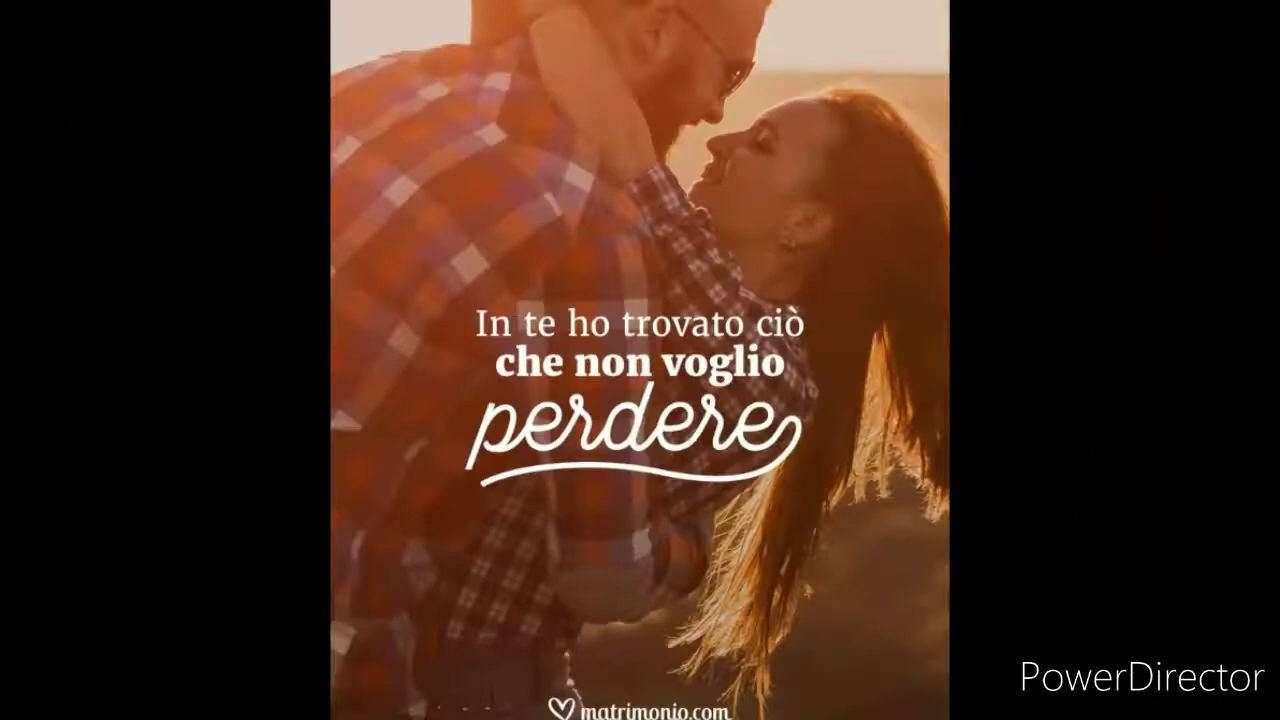 In te ho trovato ciò
che non voglio
perdere
matrimonio.com
PowerDirector